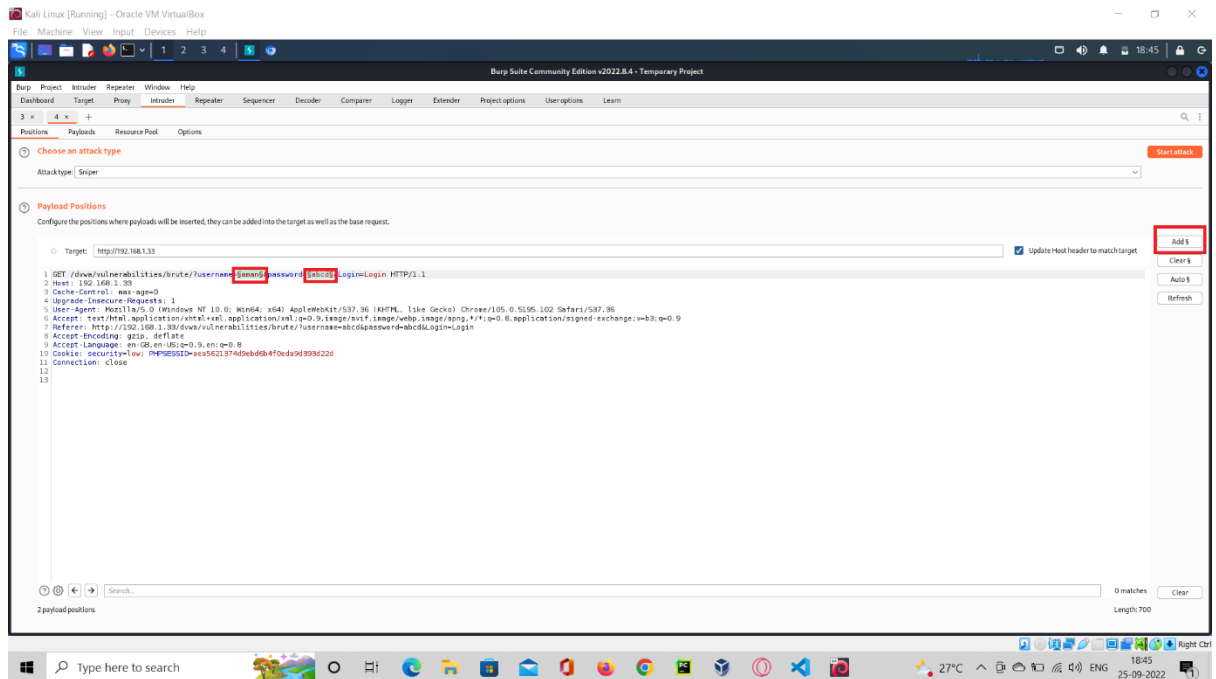 Kali Linux [Running] - Oracle VM VirtualBox
File Machine View Input Devices Help
1 2 3 4
18:45
Burp Suite Community Edition v2022.8.4 - Temporary Project
Burp Project Intruder Repeater Window Help
Dashboard Target Proxy Intruder Repeater Sequencer Decoder Comparer Logger Extender Project options User options Learn
3 × 4 × +
Positions Payloads Resource Pool Options
Choose an attack type
Start attack
Attack type: Sniper
Payload Positions
Configure the positions where payloads will be inserted, they can be added into the target as well as the base request.
Add §
Target: http://192.168.1.33
Update Host header to match target
Clear §
1 GET /dvwa/vulnerabilities/brute/?username=§aman§&password=§abcd§&Login=Login HTTP/1.1
Auto §
2 Host: 192.168.1.33
3 Cache-Control: max-age=0
Refresh
4 Upgrade-Insecure-Requests: 1
5 User-Agent: Mozilla/5.0 (Windows NT 10.0; Win64; x64) AppleWebKit/537.36 (KHTML, like Gecko) Chrome/105.0.5195.102 Safari/537.36
6 Accept: text/html,application/xhtml+xml,application/xml;q=0.9,image/avif,image/webp,image/apng,*/*;q=0.8,application/signed-exchange;v=b3;q=0.9
7 Referer: http://192.168.1.33/dvwa/vulnerabilities/brute/?username=abcd&password=abcd&Login=Login
8 Accept-Encoding: gzip, deflate
9 Accept-Language: en-GB,en-US;q=0.9,en;q=0.8
10 Cookie: security=low; PHPSESSID=aea5621374d9ebd6b4f0eda9d393d22d
11 Connection: close
12
13
Search...
0 matches
Clear
2 payload positions
Length: 700
Right Ctrl
Type here to search
27°C
ENG
18:45
25-09-2022